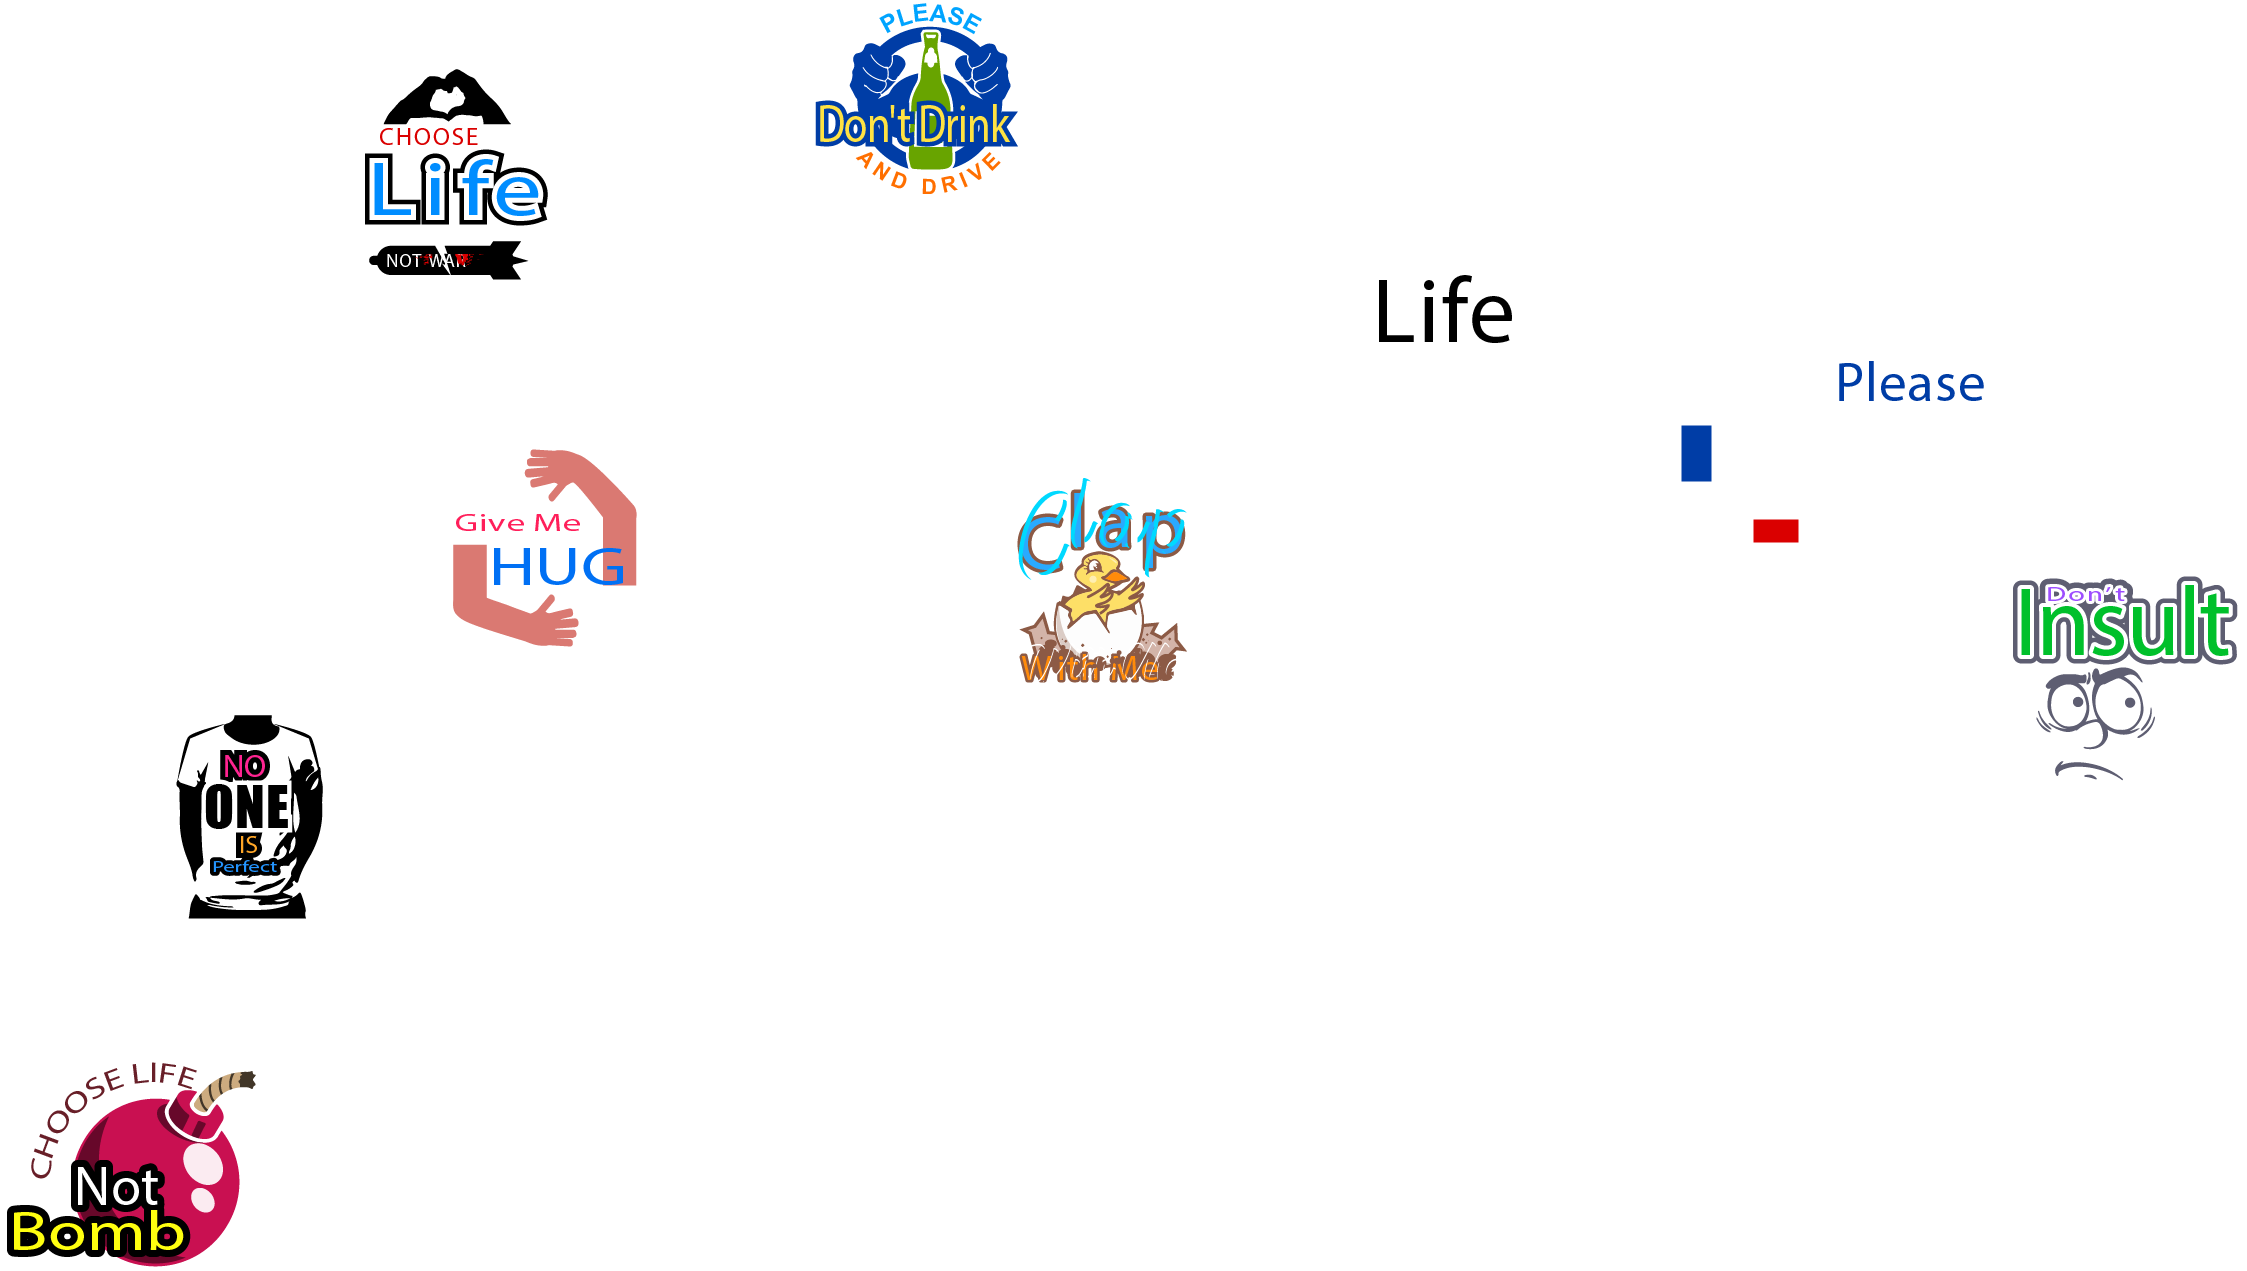 PLEASE
Don't Drink
AND DRIVE
CHOOSE
Life
NOT WAR
Life
Please
Give Me
HUG
Clap
With Me
Don't
Insult
NO
ONE
IS
Perfect
CHOOSE LIFE
Not
Bomb